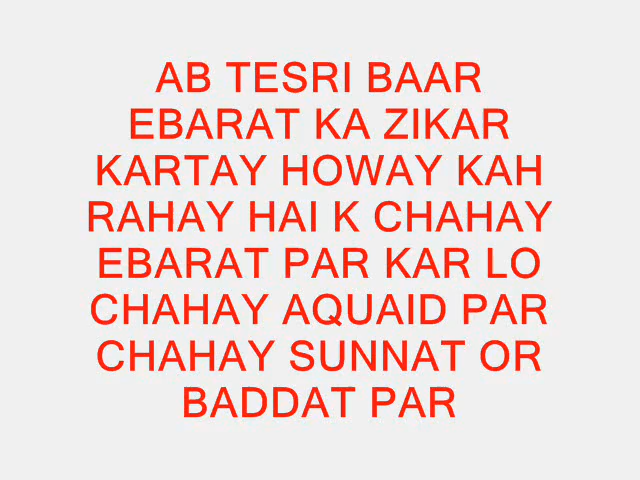 AB TESRI BAAR
EBARAT KA ZIKAR
KARTAY HOWAY KAH
RAHAY HAI K CHAHAY
EBARAT PAR KAR LO
CHAHAY AQUAID PAR
CHAHAY SUNNAT OR
BADDAT PAR